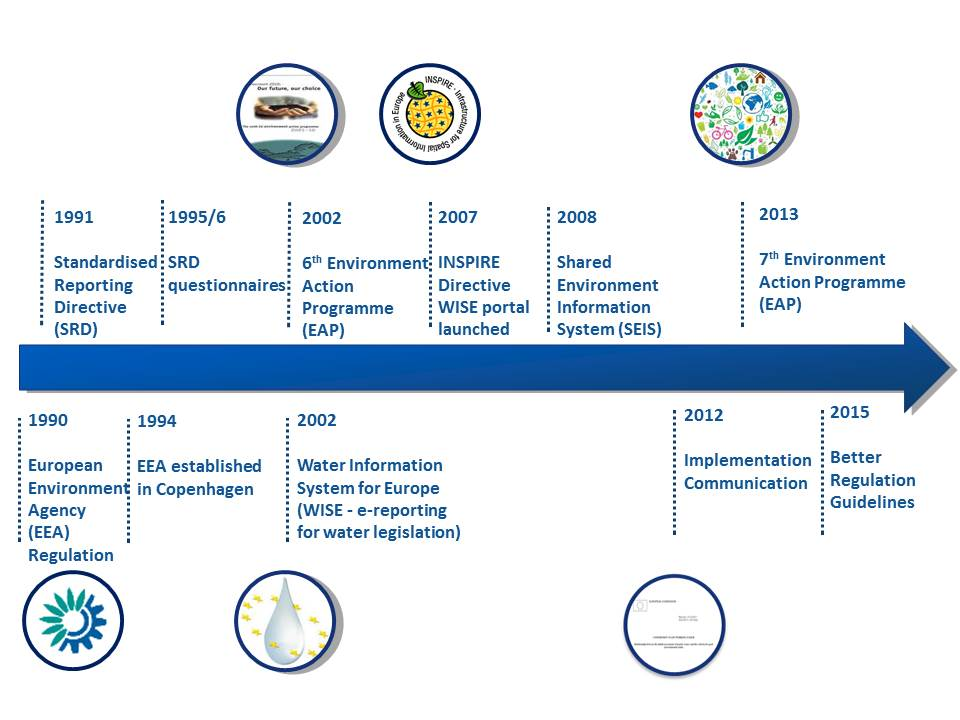 Our future, our choice
INSPIRE - Infrastructure for Spatial Information in Europe
1991
Standardised
Reporting
Directive
(SRD)
1995/6
SRD
questionnaires
2002
6th Environment
Action
Programme
(EAP)
2007
INSPIRE
Directive
WISE portal
launched
2008
Shared
Environment
Information
System (SEIS)
2013
7th Environment
Action Programme
(EAP)
1990
European
Environment
Agency
(EEA)
Regulation
1994
EEA established
in Copenhagen
2002
Water Information
System for Europe
(WISE - e-reporting
for water legislation)
2012
Implementation
Communication
2015
Better
Regulation
Guidelines